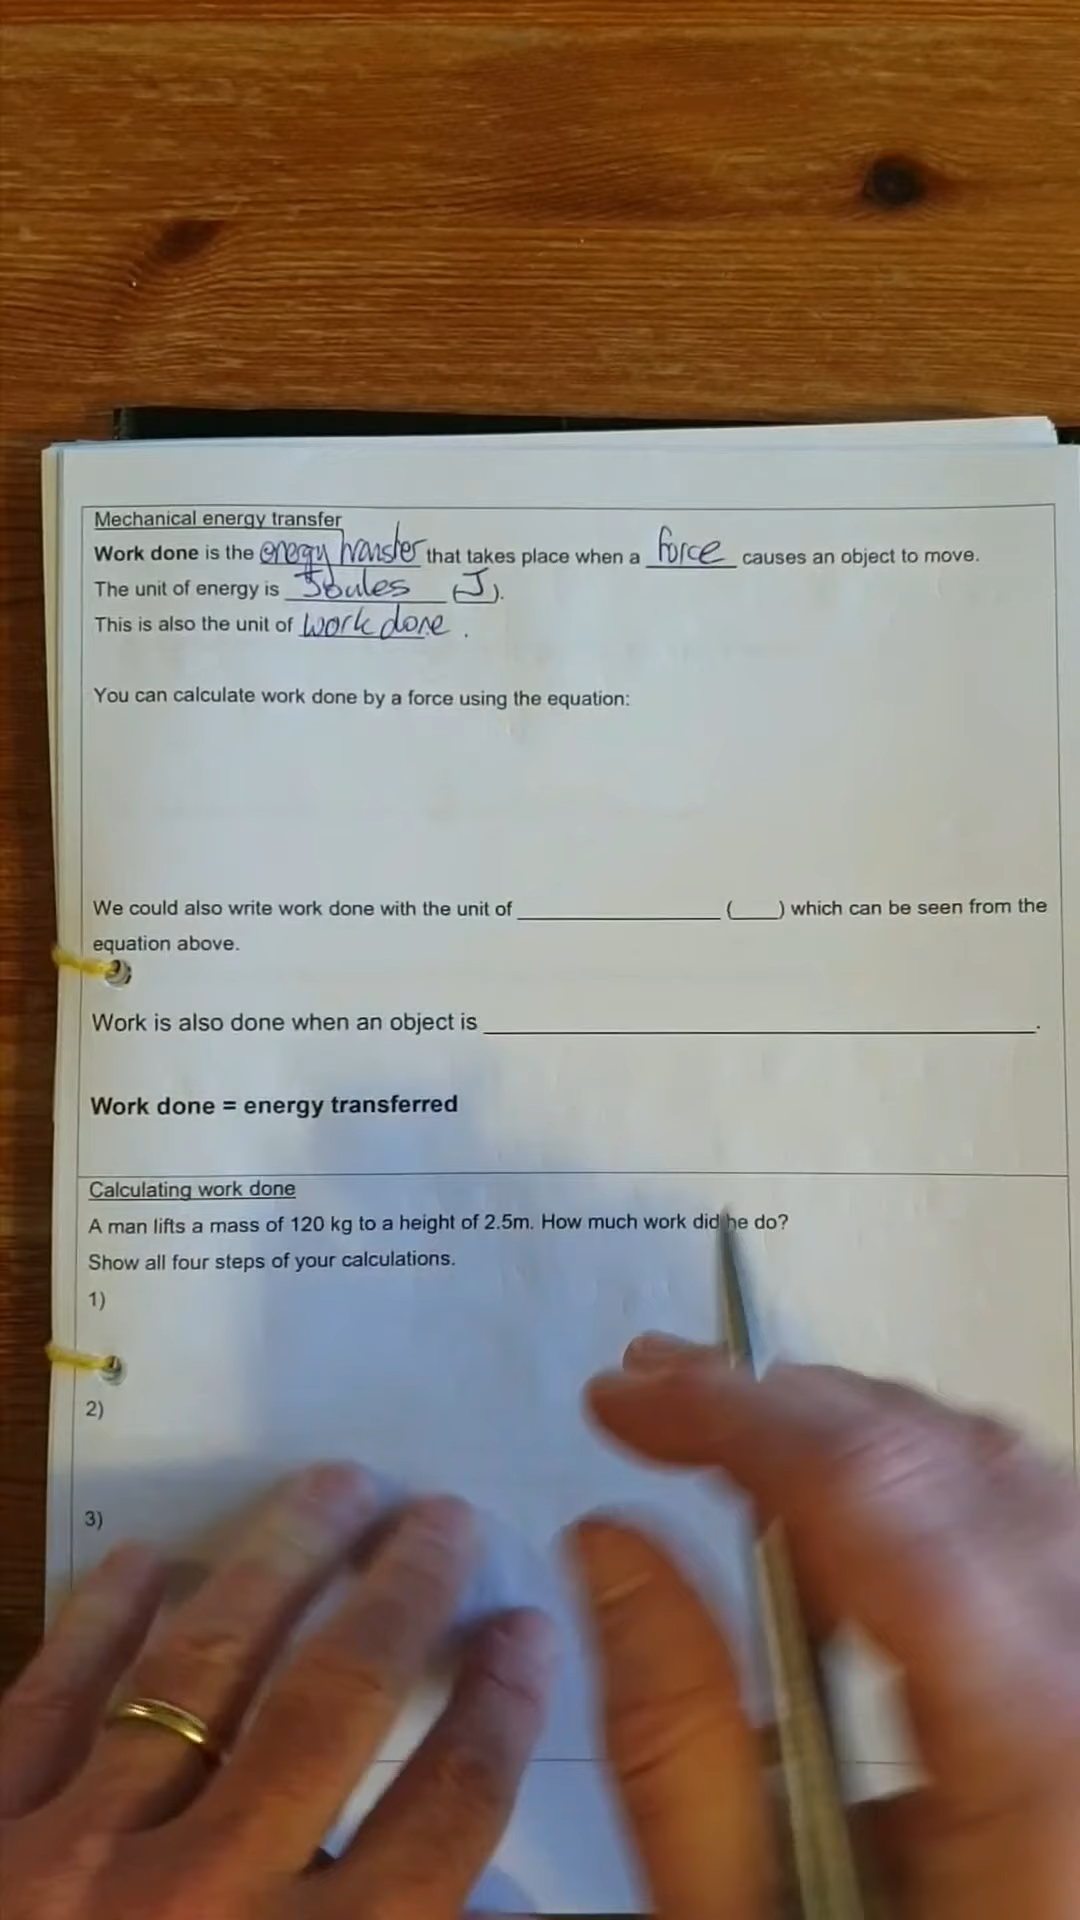 Mechanical energy transfer
Work done is the energy transfer that takes place when a force causes an object to move.
The unit of energy is Joules (J).
This is also the unit of work done.
You can calculate work done by a force using the equation:
We could also write work done with the unit of ____________________ (____) which can be seen from the
equation above.
Work is also done when an object is ____________________.
Work done = energy transferred
Calculating work done
A man lifts a mass of 120 kg to a height of 2.5m. How much work did he do?
Show all four steps of your calculations.
1)
2)
3)